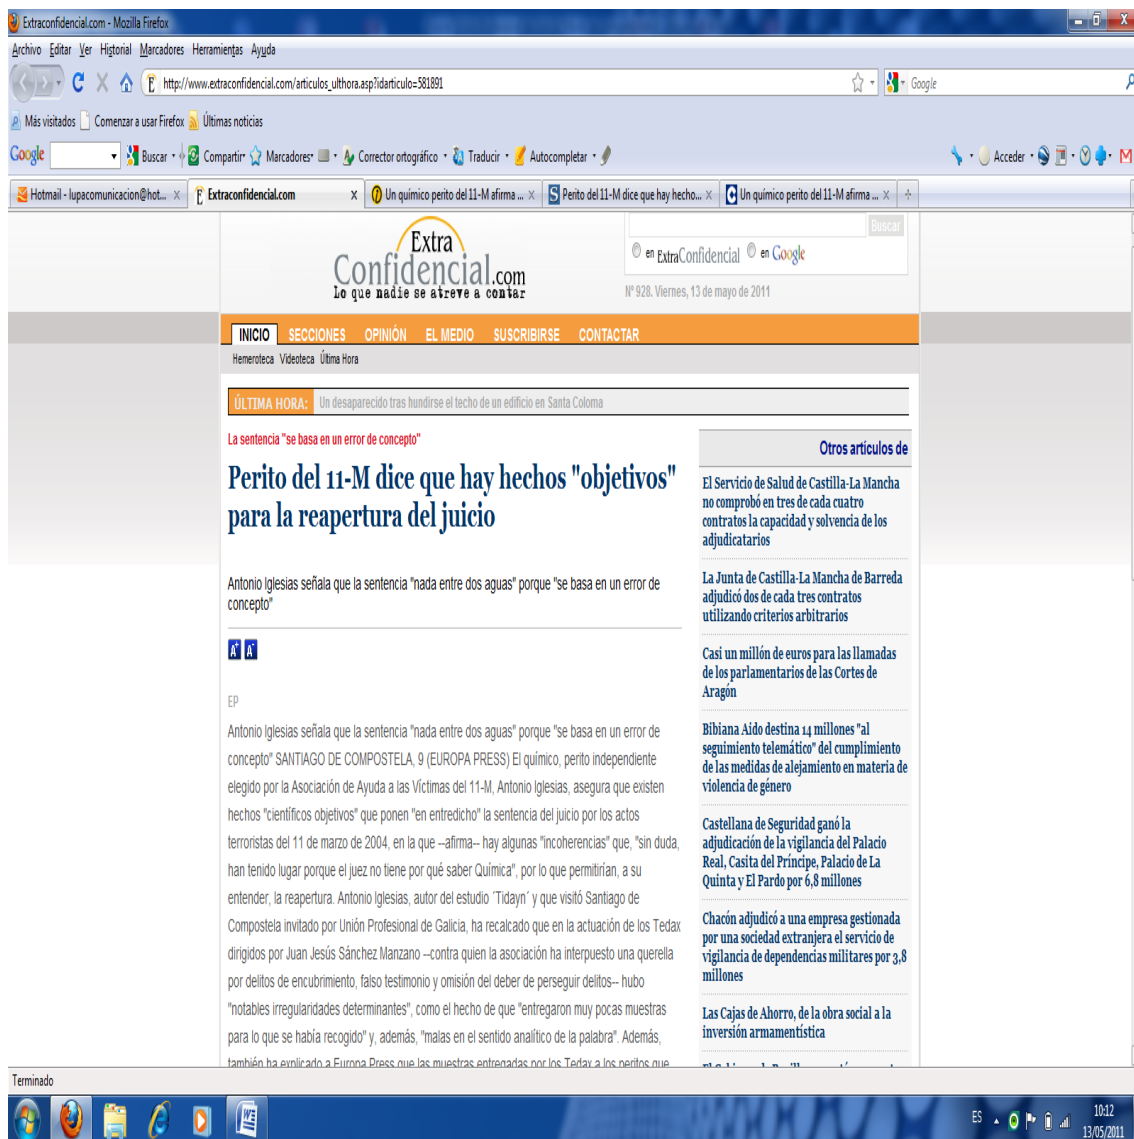 Extraconfidencial.com - Mozilla Firefox
Archivo Editar Ver Historial Marcadores Herramientas Ayuda
http://www.extraconfidencial.com/articulos_ulthora.asp?idarticulo=581891
Google
Más visitados Comenzar a usar Firefox Últimas noticias
Google Buscar Compartir Marcadores Corrector ortográfico Traducir Autocompletar Acceder
Hotmail - lupacomunicacion@hot... Extraconfidencial.com Un químico perito del 11-M afirma ... Perito del 11-M dice que hay hecho... Un químico perito del 11-M afirma ...
Extra
Confidencial.com
Lo que nadie se atreve a contar
Buscar
en ExtraConfidencial en Google
Nº 928. Viernes, 13 de mayo de 2011
INICIO SECCIONES OPINIÓN EL MEDIO SUSCRIBIRSE CONTACTAR
Hemeroteca Videoteca Última Hora
ÚLTIMA HORA: Un desaparecido tras hundirse el techo de un edificio en Santa Coloma
La sentencia "se basa en un error de concepto"
Perito del 11-M dice que hay hechos "objetivos"
para la reapertura del juicio
Antonio Iglesias señala que la sentencia "nada entre dos aguas" porque "se basa en un error de
concepto"
A+ A-
EP
Antonio Iglesias señala que la sentencia "nada entre dos aguas" porque "se basa en un error de
concepto" SANTIAGO DE COMPOSTELA, 9 (EUROPA PRESS) El químico, perito independiente
elegido por la Asociación de Ayuda a las Víctimas del 11-M, Antonio Iglesias, asegura que existen
hechos "científicos objetivos" que ponen "en entredicho" la sentencia del juicio por los actos
terroristas del 11 de marzo de 2004, en la que --afirma-- hay algunas "incoherencias" que, "sin duda,
han tenido lugar porque el juez no tiene por qué saber Química", por lo que permitirían, a su
entender, la reapertura. Antonio Iglesias, autor del estudio ´Tidayn´ y que visitó Santiago de
Compostela invitado por Unión Profesional de Galicia, ha recalcado que en la actuación de los Tedax
dirigidos por Juan Jesús Sánchez Manzano --contra quien la asociación ha interpuesto una querella
por delitos de encubrimiento, falso testimonio y omisión del deber de perseguir delitos-- hubo
"notables irregularidades determinantes", como el hecho de que "entregaron muy pocas muestras
para lo que se había recogido" y, además, "malas en el sentido analítico de la palabra". Además,
también ha explicado a Europa Press que las muestras entregadas por los Tedax a los peritos que
Otros artículos de
El Servicio de Salud de Castilla-La Mancha
no comprobó en tres de cada cuatro
contratos la capacidad y solvencia de los
adjudicatarios
La Junta de Castilla-La Mancha de Barreda
adjudicó dos de cada tres contratos
utilizando criterios arbitrarios
Casi un millón de euros para las llamadas
de los parlamentarios de las Cortes de
Aragón
Bibiana Aido destina 14 millones "al
seguimiento telemático" del cumplimiento
de las medidas de alejamiento en materia de
violencia de género
Castellana de Seguridad ganó la
adjudicación de la vigilancia del Palacio
Real, Casita del Príncipe, Palacio de La
Quinta y El Pardo por 6,8 millones
Chacón adjudicó a una empresa gestionada
por una sociedad extranjera el servicio de
vigilancia de dependencias militares por 3,8
millones
Las Cajas de Ahorro, de la obra social a la
inversión armamentística
Terminado
ES
10:12
13/05/2011